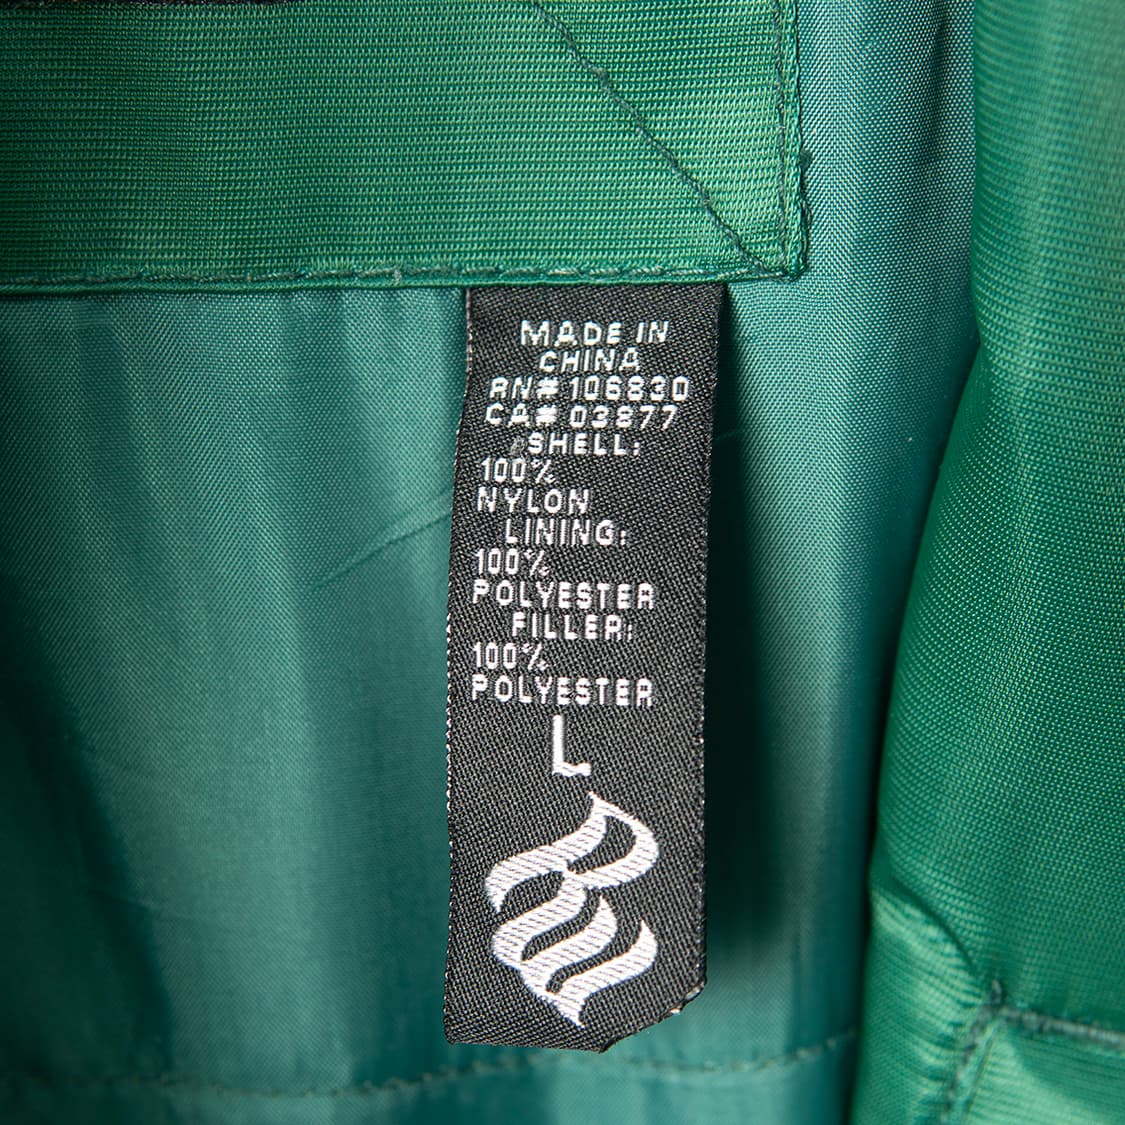 MADE IN
CHINA
RN# 106830
CA# 03877
SHELL:
100%
NYLON
LINING:
100%
POLYESTER
FILLER:
100%
POLYESTER
L